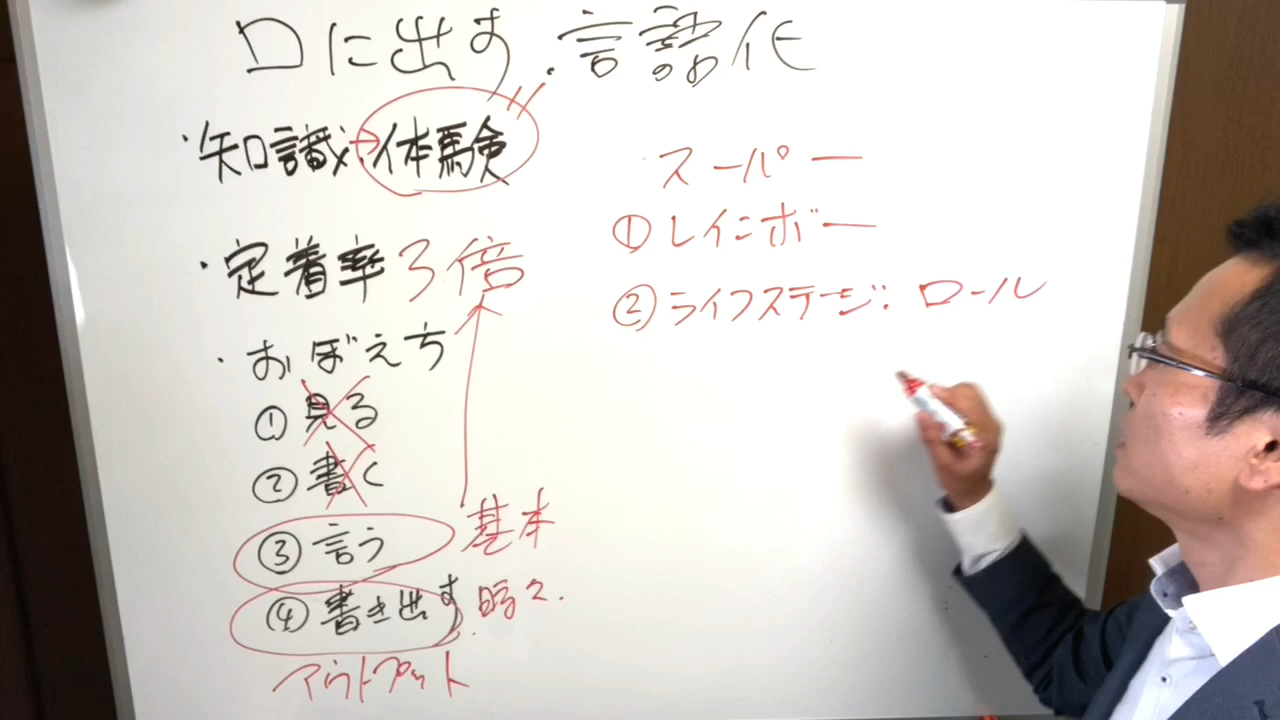 口に出す.言語化
・知識→体験
・定着率3倍
・おぼえ方
①見る
②書く
③言う 基本
④書き出す 時々.
アウトプット
スーパー
①レインボー
②ライフステージ:ロール